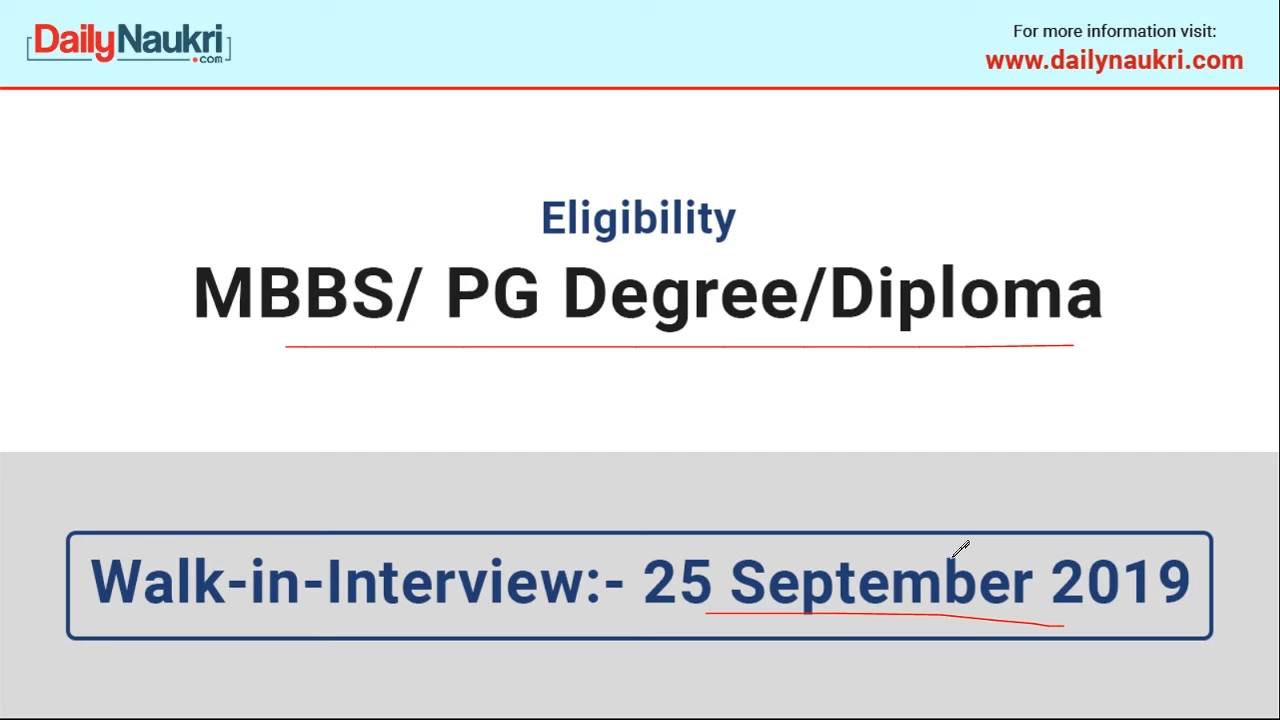 DailyNaukri
.com
For more information visit:
www.dailynaukri.com
Eligibility
MBBS/ PG Degree/Diploma
Walk-in-Interview:- 25 September 2019